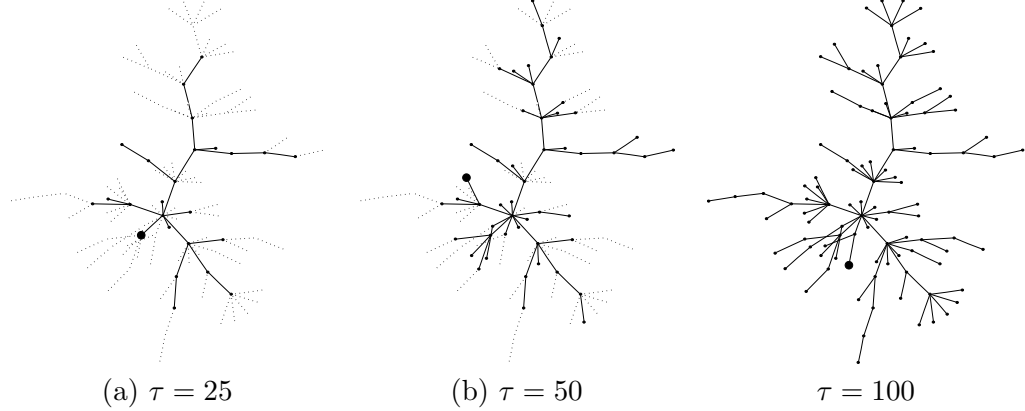 (a) τ = 25 (b) τ = 50 τ = 100